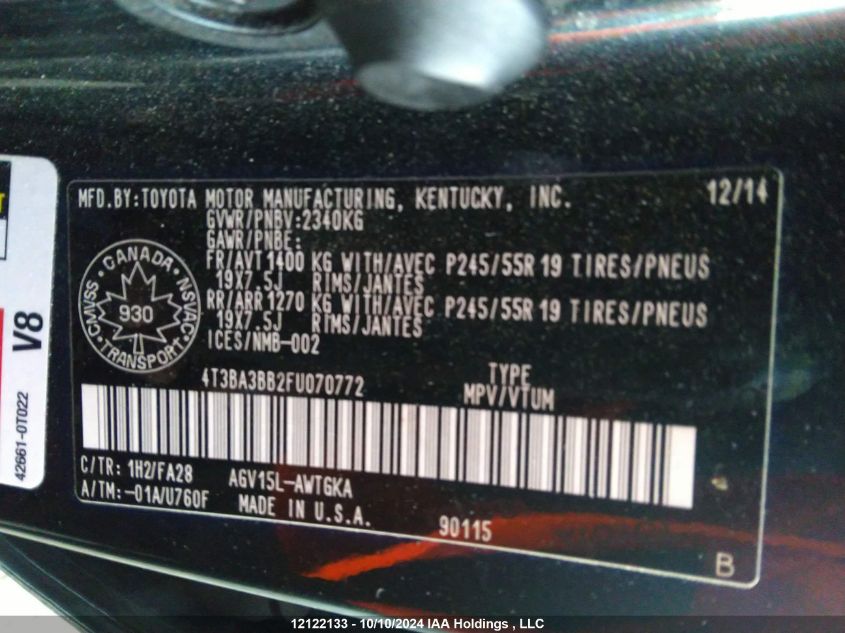 MFD.BY:TOYOTA MOTOR MANUFACTURING, KENTUCKY, INC. 12/14
GVWR/PNBV:2340KG
GAWR/PNBE:
FR/AVT 1400 KG WITH/AVEC P245/55R 19 TIRES/PNEUS
19X7.5J RIMS/JANTES
RR/ARR 1270 KG WITH/AVEC P245/55R 19 TIRES/PNEUS
19X7.5J RIMS/JANTES
ICES/NMB-002
CANADA
CMVSS 930 NSVAC
TRANSPORT
4T3BA3BB2FU070772
TYPE
MPV/VTUM
C/TR: 1H2/FA28 AGV15L-AWTGKA
A/TM:-01A/U760F MADE IN U.S.A. 90115
B
V8
42661-0T022
12122133 - 10/10/2024 IAA Holdings , LLC